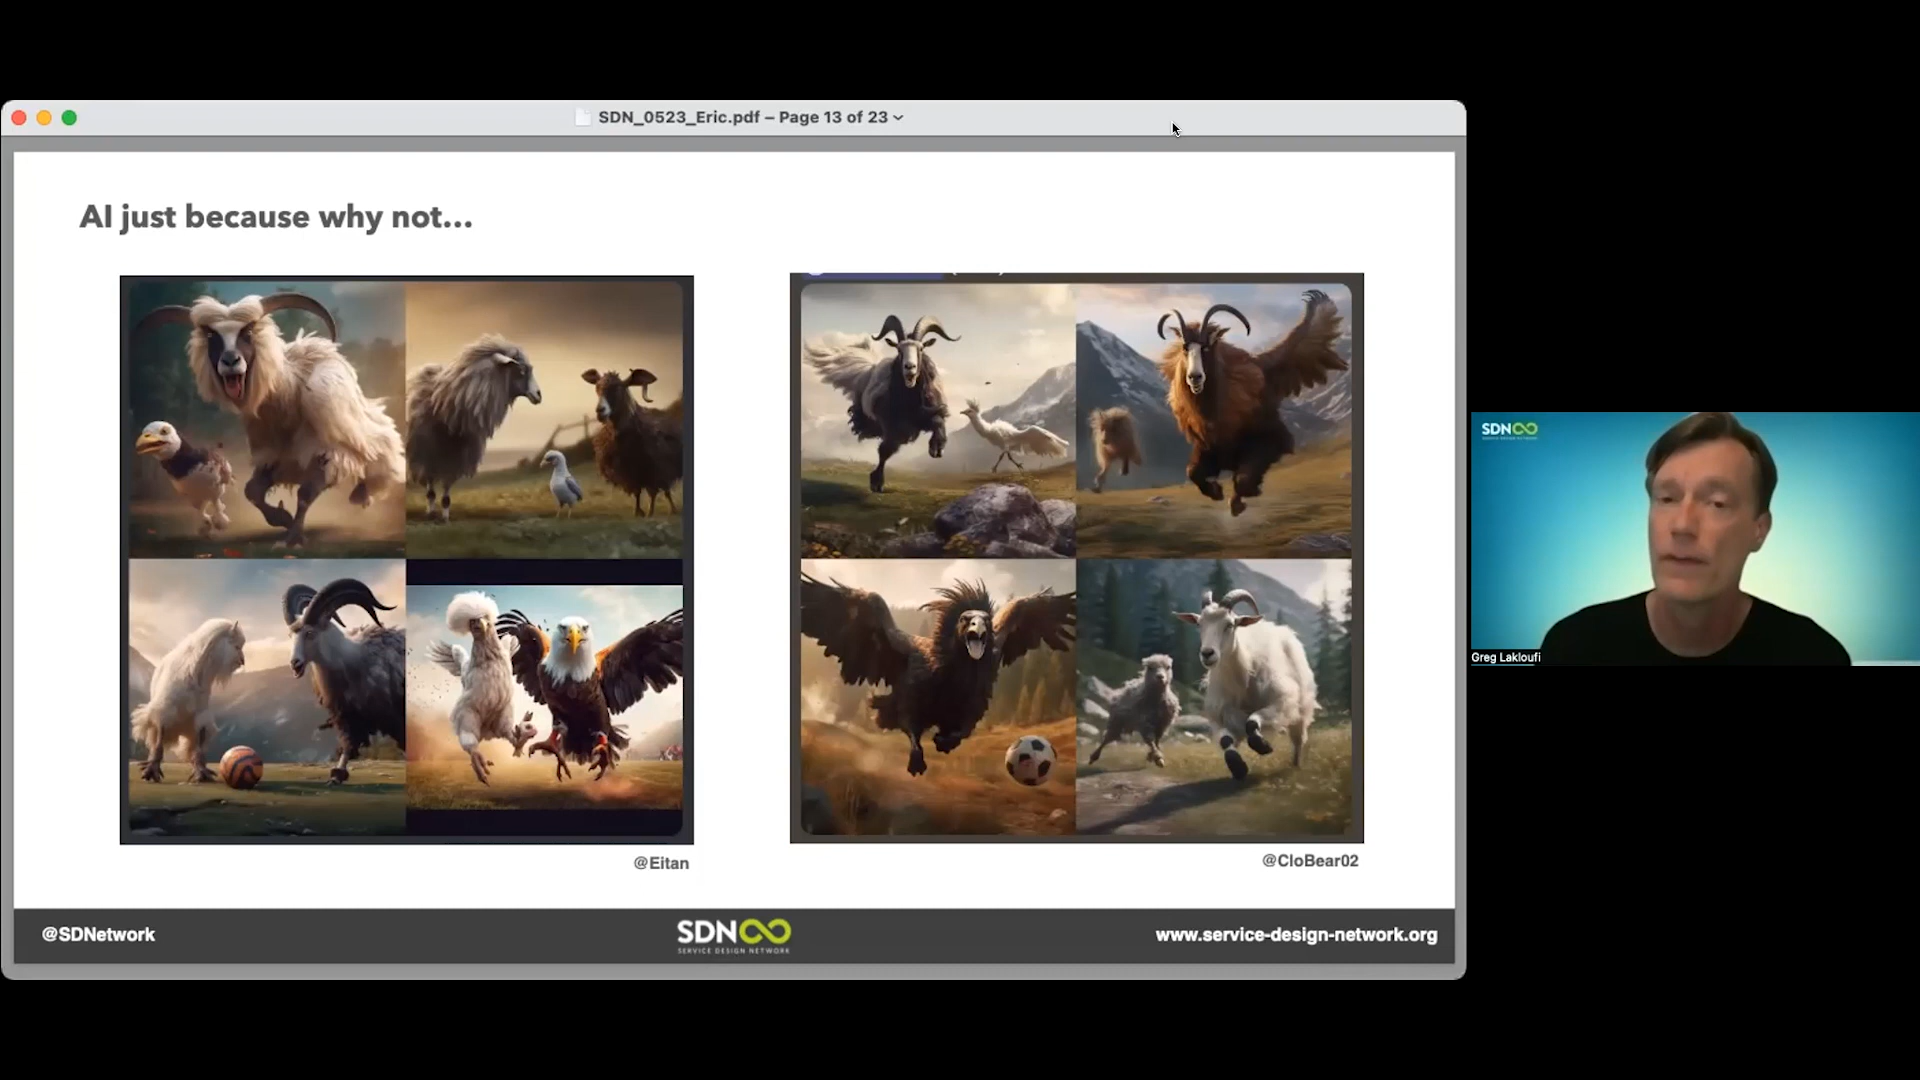 SDN_0523_Eric.pdf – Page 13 of 23
AI just because why not...
@Eitan
@CloBear02
@SDNetwork
SDN
SERVICE DESIGN NETWORK
www.service-design-network.org
SDN
Greg Lakloufi